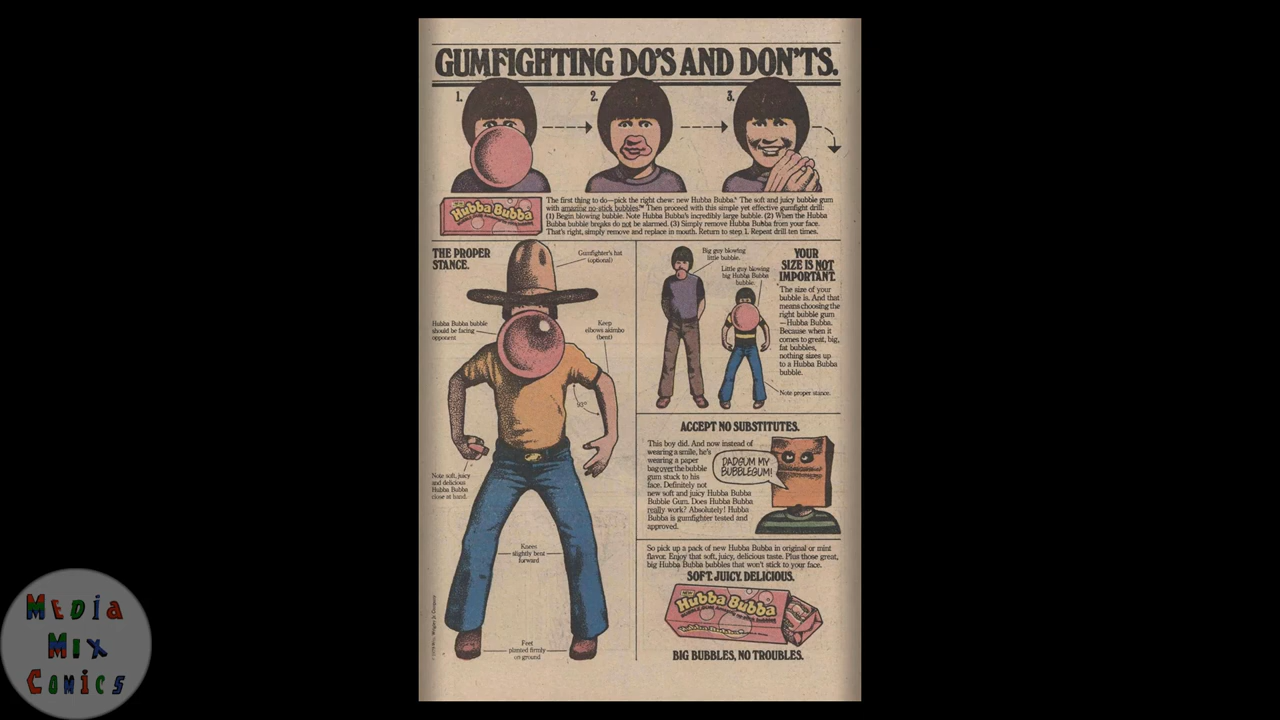 GUMFIGHTING DO'S AND DON'TS.
1.
2.
3.
Hubba Bubba
The first thing to do—pick the right chew: new Hubba Bubba. The soft and juicy bubble gum
with amazing no-stick bubbles.™ Then proceed with this simple yet effective gumfight drill:
(1) Begin blowing bubble. Note Hubba Bubba's incredibly large bubble. (2) When the Hubba
Bubba bubble breaks do not be alarmed. (3) Simply remove Hubba Bubba from your face.
That's right, simply remove and replace in mouth. Return to step 1. Repeat drill ten times.
THE PROPER
STANCE.
Gumfighter's hat
(optional)
Hubba Bubba bubble
should be facing
opponent
Keep
elbows akimbo
(bent)
93°
Note soft, juicy
and delicious
Hubba Bubba
close at hand.
Knees
slightly bent
forward
Feet
planted firmly
on ground
Big guy blowing
little bubble.
Little guy blowing
big Hubba Bubba
bubble.
YOUR
SIZE IS NOT
IMPORTANT.
The size of your
bubble is. And that
means choosing the
right bubble gum
—Hubba Bubba.
Because when it
comes to great, big,
fat bubbles,
nothing sizes up
to a Hubba Bubba
bubble.
Note proper stance.
ACCEPT NO SUBSTITUTES.
This boy did. And now instead of
wearing a smile, he's
wearing a paper
bag over the bubble
gum stuck to his
face. Definitely not
new soft and juicy Hubba Bubba
Bubble Gum. Does Hubba Bubba
really work? Absolutely! Hubba
Bubba is gumfighter tested and
approved.
DADGUM MY
BUBBLEGUM!
So pick up a pack of new Hubba Bubba in original or mint
flavor. Enjoy that soft, juicy, delicious taste. Plus those great,
big Hubba Bubba bubbles that won't stick to your face.
SOFT. JUICY. DELICIOUS.
Hubba Bubba
Hubba Bubba
BIG BUBBLES, NO TROUBLES.
MEDIA
MIX
COMICS